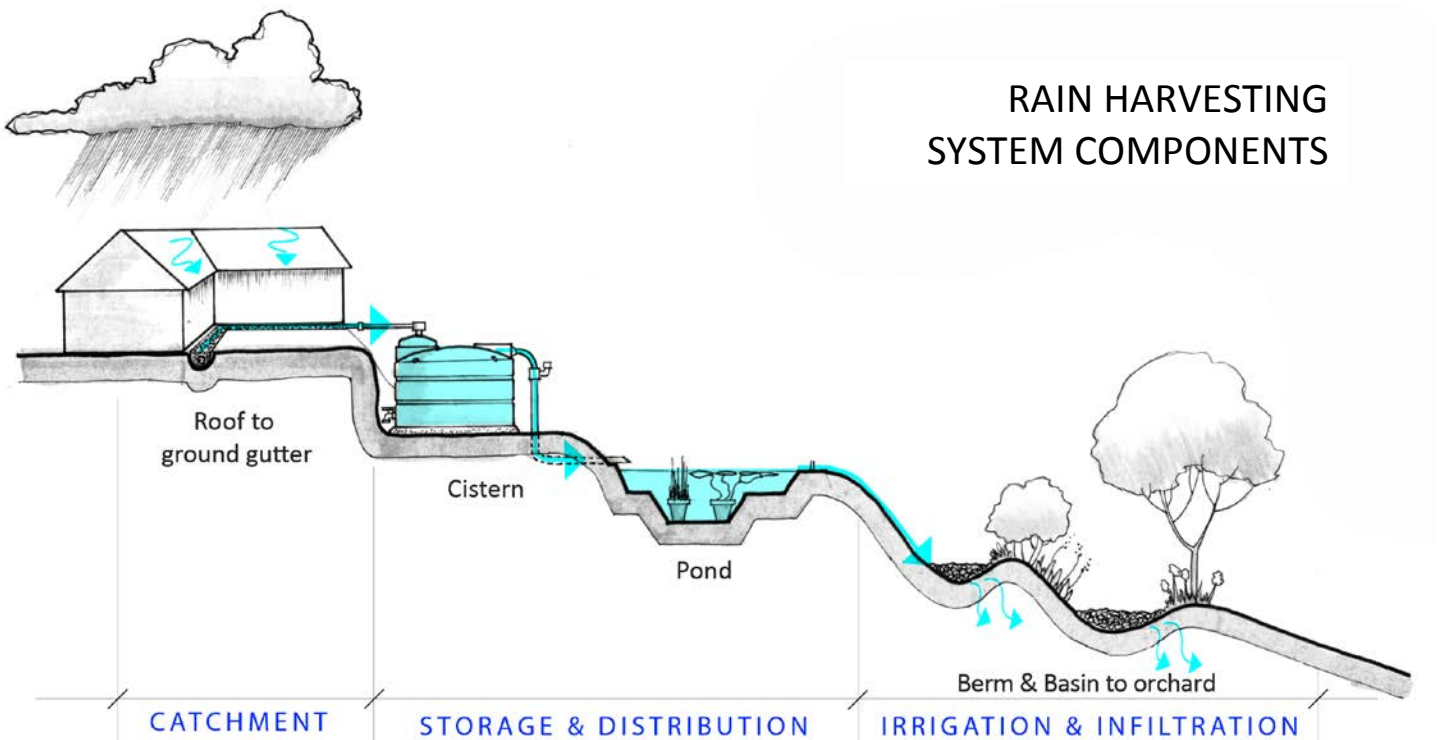 RAIN HARVESTING
SYSTEM COMPONENTS
Roof to
ground gutter
Cistern
Pond
Berm & Basin to orchard
CATCHMENT
STORAGE & DISTRIBUTION
IRRIGATION & INFILTRATION